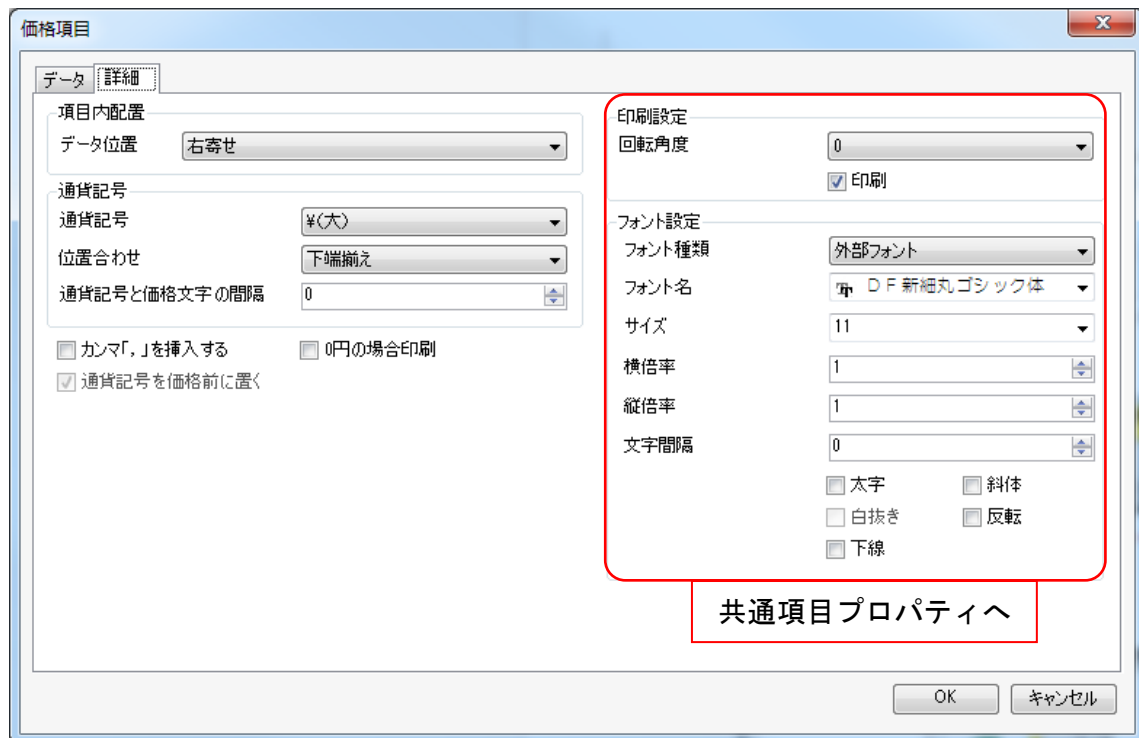 価格項目
データ 詳細
項目内配置
データ位置 右寄せ
通貨記号
通貨記号 ¥(大)
位置合わせ 下端揃え
通貨記号と価格文字の間隔 0
カンマ「,」を挿入する 0円の場合印刷
通貨記号を価格前に置く
印刷設定
回転角度 0
印刷
フォント設定
フォント種類 外部フォント
フォント名 DF新細丸ゴシック体
サイズ 11
横倍率 1
縦倍率 1
文字間隔 0
太字 斜体
白抜き 反転
下線
共通項目プロパティへ
OK キャンセル